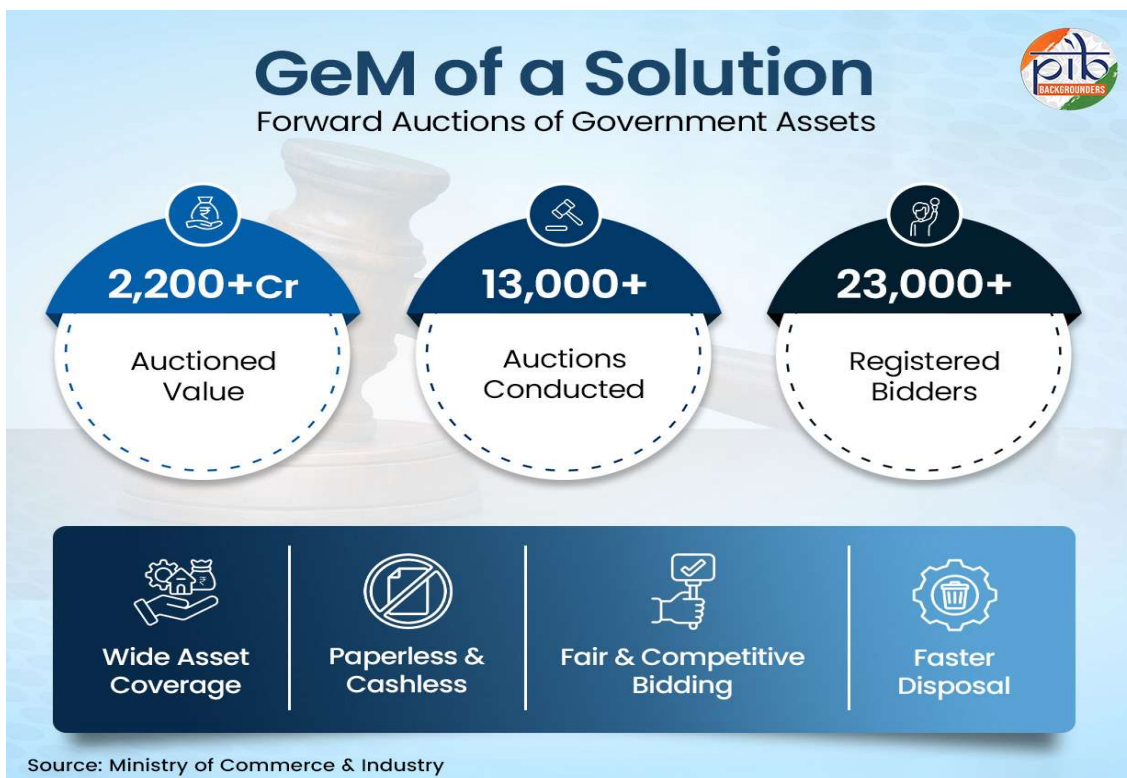 GeM of a Solution
Forward Auctions of Government Assets
pib
BACKGROUNDERS
2,200+Cr
Auctioned
Value
13,000+
Auctions
Conducted
23,000+
Registered
Bidders
Wide Asset
Coverage
Paperless &
Cashless
Fair & Competitive
Bidding
Faster
Disposal
Source: Ministry of Commerce & Industry